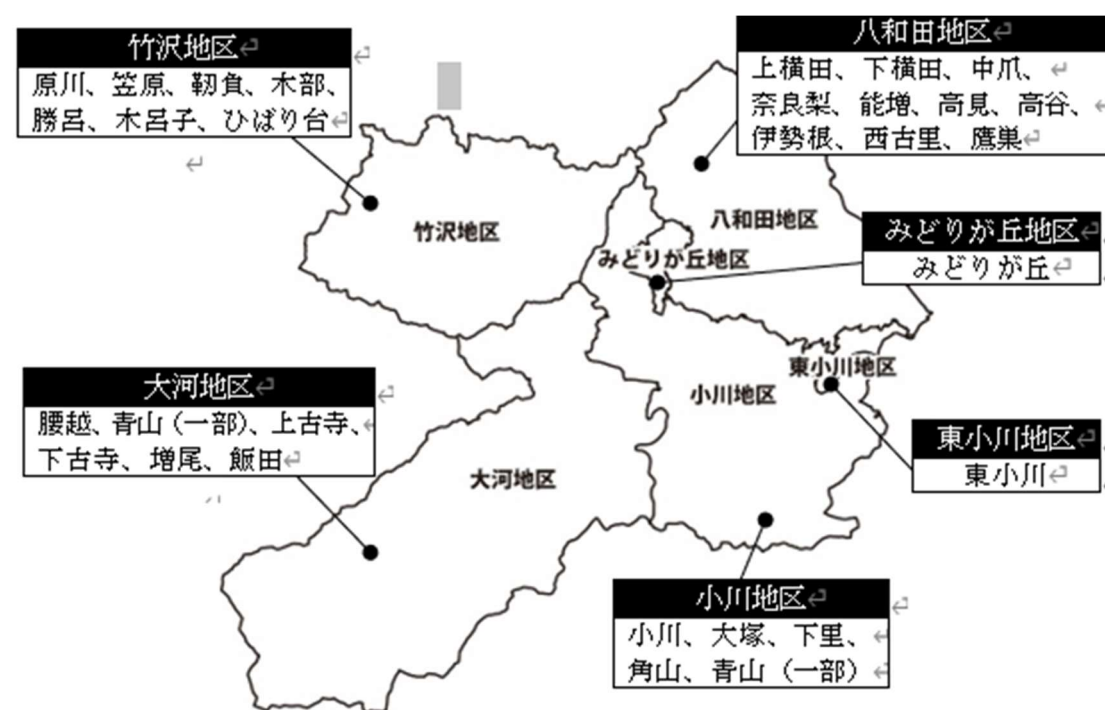 竹沢地区
原川、笠原、靭負、木部、
勝呂、木呂子、ひばり台
八和田地区
上横田、下横田、中爪、
奈良梨、能増、高見、高谷、
伊勢根、西古里、鷹巣
竹沢地区
八和田地区
みどりが丘地区
みどりが丘地区
みどりが丘
大河地区
腰越、青山（一部）、上古寺、
下古寺、増尾、飯田
東小川地区
小川地区
大河地区
東小川地区
東小川
小川地区
小川、大塚、下里、
角山、青山（一部）